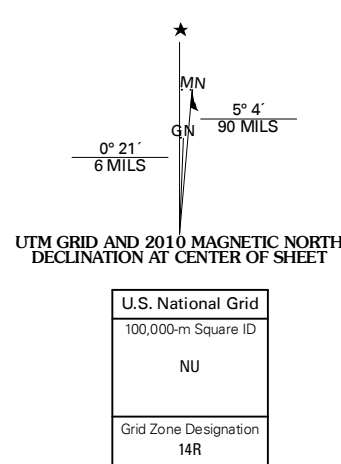 ★
MN
5° 4´
90 MILS
GN
0° 21´
6 MILS
UTM GRID AND 2010 MAGNETIC NORTH
DECLINATION AT CENTER OF SHEET
U.S. National Grid
100,000-m Square ID
NU
Grid Zone Designation
14R